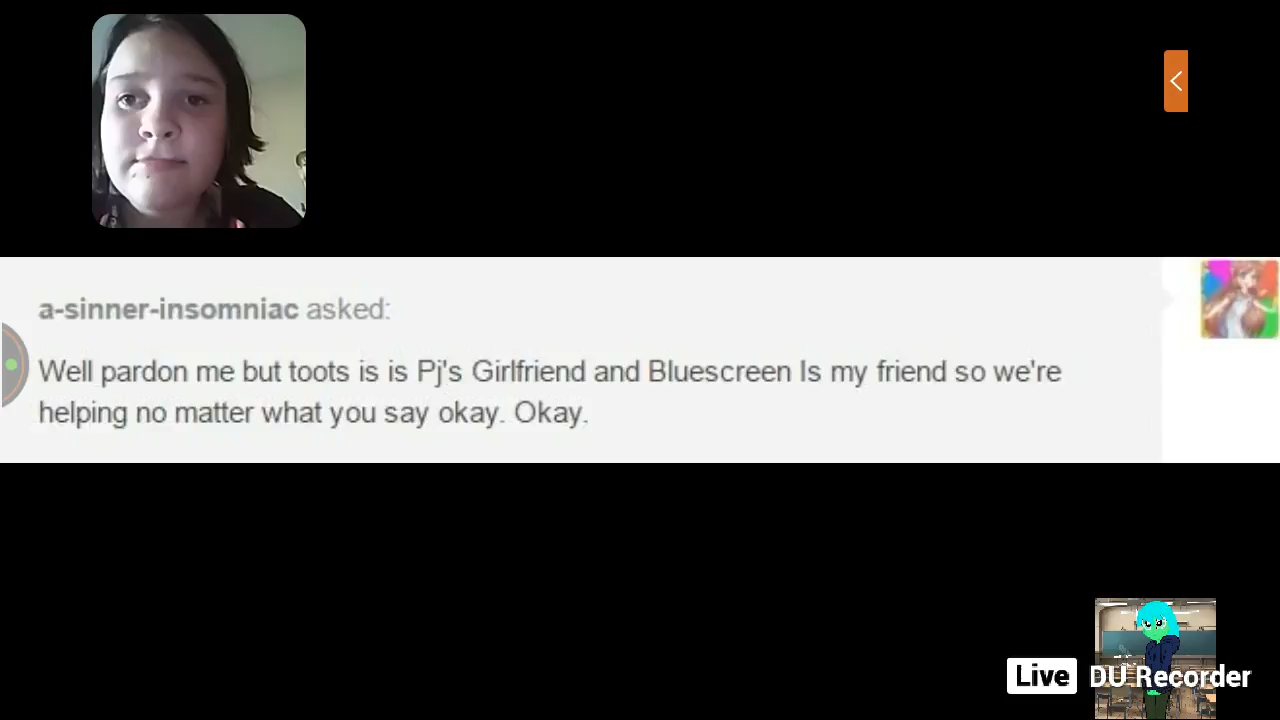 a-sinner-insomniac asked:
Well pardon me but toots is is Pj's Girlfriend and Bluescreen Is my friend so we're
helping no matter what you say okay. Okay.
Live DU Recorder